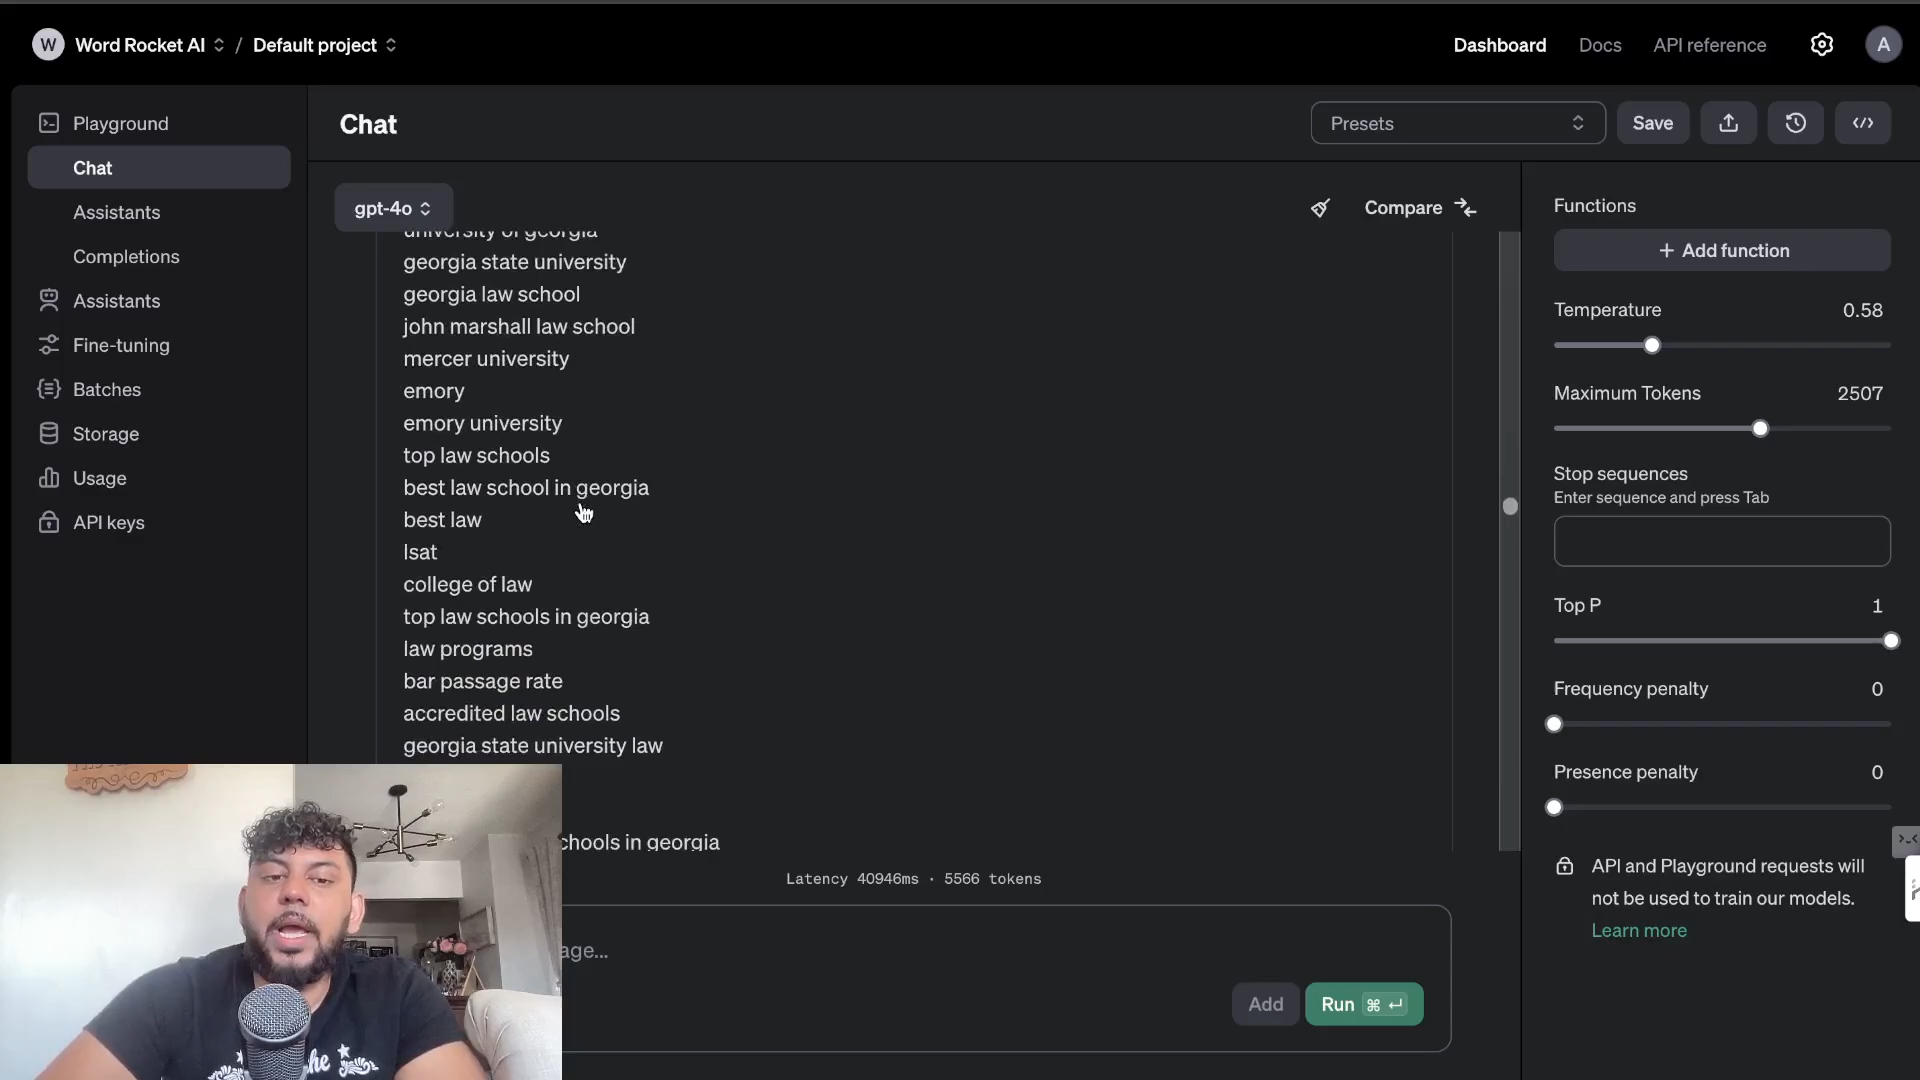 W Word Rocket AI / Default project
Dashboard Docs API reference A
Playground
Chat
Assistants
Completions
Assistants
Fine-tuning
Batches
Storage
Usage
API keys
Chat
Presets
Save
gpt-4o
Compare
university of georgia
georgia state university
georgia law school
john marshall law school
mercer university
emory
emory university
top law schools
best law school in georgia
best law
lsat
college of law
top law schools in georgia
law programs
bar passage rate
accredited law schools
georgia state university law
chools in georgia
Latency 40946ms · 5566 tokens
age...
Add
Run ⌘ ↵
Functions
+ Add function
Temperature 0.58
Maximum Tokens 2507
Stop sequences
Enter sequence and press Tab
Top P 1
Frequency penalty 0
Presence penalty 0
API and Playground requests will
not be used to train our models.
Learn more